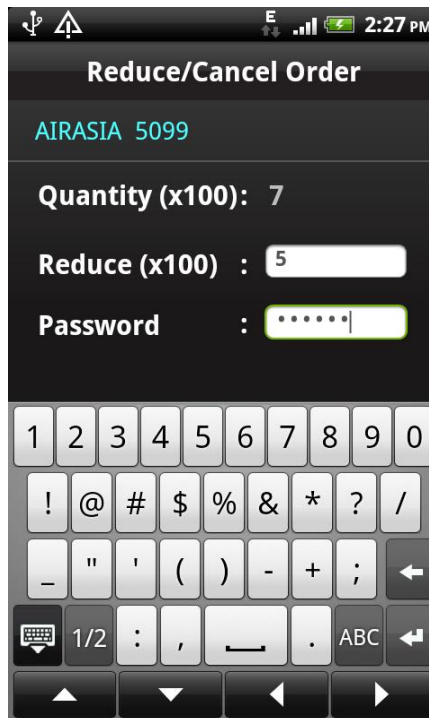 E 2:27 PM
Reduce/Cancel Order
AIRASIA 5099
Quantity (x100): 7
Reduce (x100) : 5
Password : ••••••
1 2 3 4 5 6 7 8 9 0
! @ # $ % & * ? /
_ " ' ( ) - + ;
1/2 : , . ABC